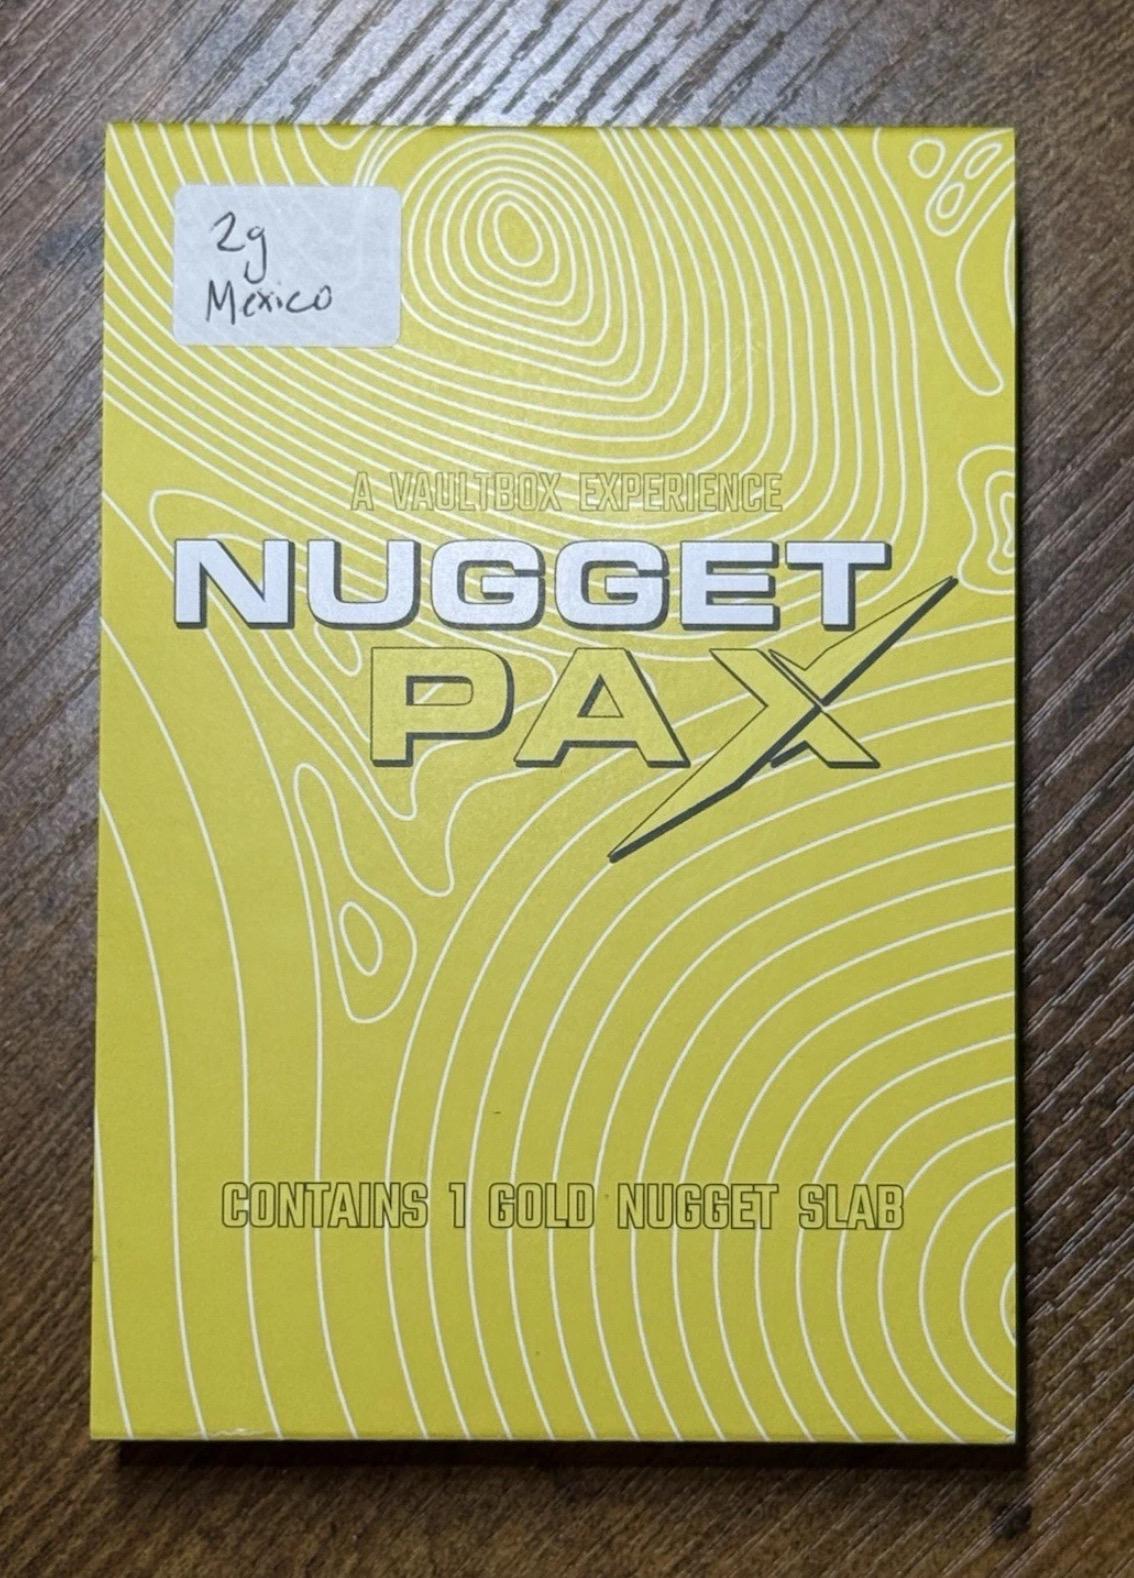 2g
Mexico
A VAULTBOX EXPERIENCE
NUGGET
PAX
CONTAINS 1 GOLD NUGGET SLAB